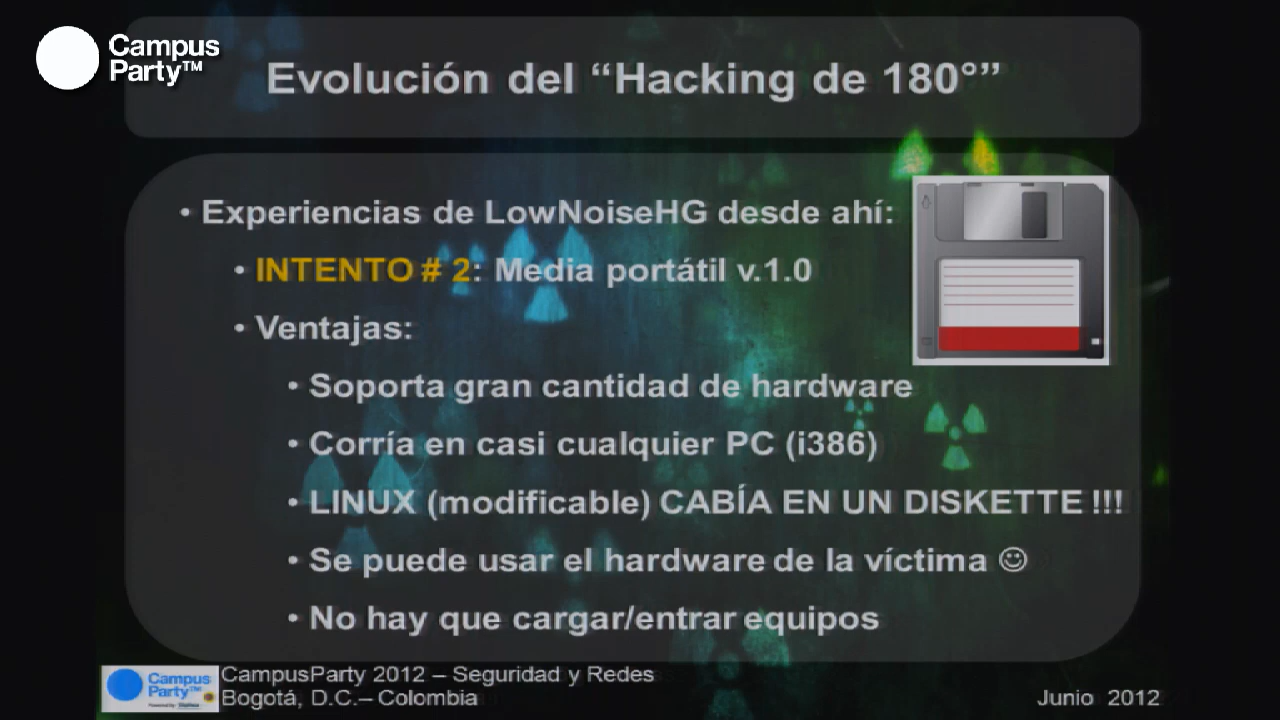 Campus
Party™
Evolución del “Hacking de 180°”
• Experiencias de LowNoiseHG desde ahí:
• INTENTO # 2: Media portátil v.1.0
• Ventajas:
• Soporta gran cantidad de hardware
• Corría en casi cualquier PC (i386)
• LINUX (modificable) CABÍA EN UN DISKETTE !!!
• Se puede usar el hardware de la víctima ☺
• No hay que cargar/entrar equipos
Campus
Party™
CampusParty 2012 – Seguridad y Redes
Bogotá, D.C.– Colombia
Junio 2012